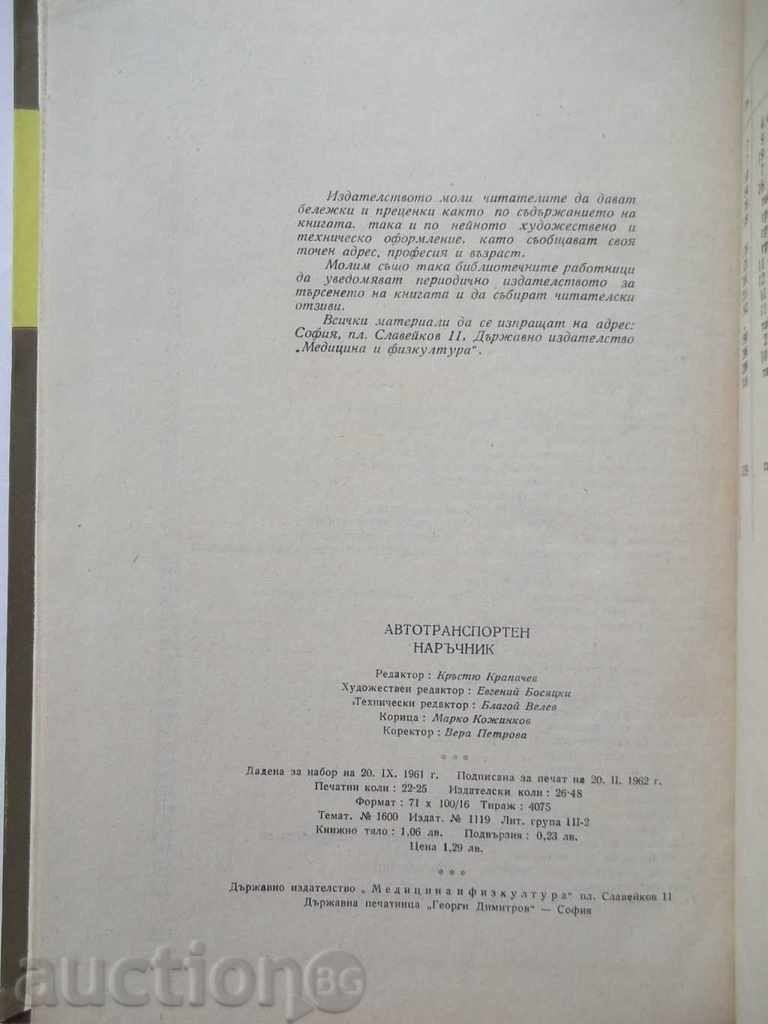 Издателството моли читателите да дават
бележки и преценки както по съдържанието на
книгата, така и по нейното художествено и
техническо оформление, като съобщават своя
точен адрес, професия и възраст.
Молим също така библиотечните работници
да уведомяват периодично издателството за
търсенето на книгата и да събират читателски
отзиви.
Всички материали да се изпращат на адрес:
София, пл. Славейков 11, Държавно издателство
„Медицина и физкултура“.
АВТОТРАНСПОРТЕН
НАРЪЧНИК
Редактор: Кръстю Крапачев
Художествен редактор: Евгений Босяцки
Технически редактор: Благой Велев
Корица: Марко Кожинков
Коректор: Вера Петрова
* * *
Дадена за набор на 20. IX. 1961 г. Подписана за печат на 20. II. 1962 г.
Печатни коли: 22·25 Издателски коли: 26·48
Формат: 71 х 100/16 Тираж: 4075
Темат. № 1600 Издат. № 1119 Лит. група III-2
Книжно тяло: 1,06 лв. Подвързия: 0,23 лв.
Цена 1,29 лв.
* * *
Държавно издателство „Медицина и физкултура“ пл. Славейков 11
Държавна печатница „Георги Димитров“ — София
auctionBG